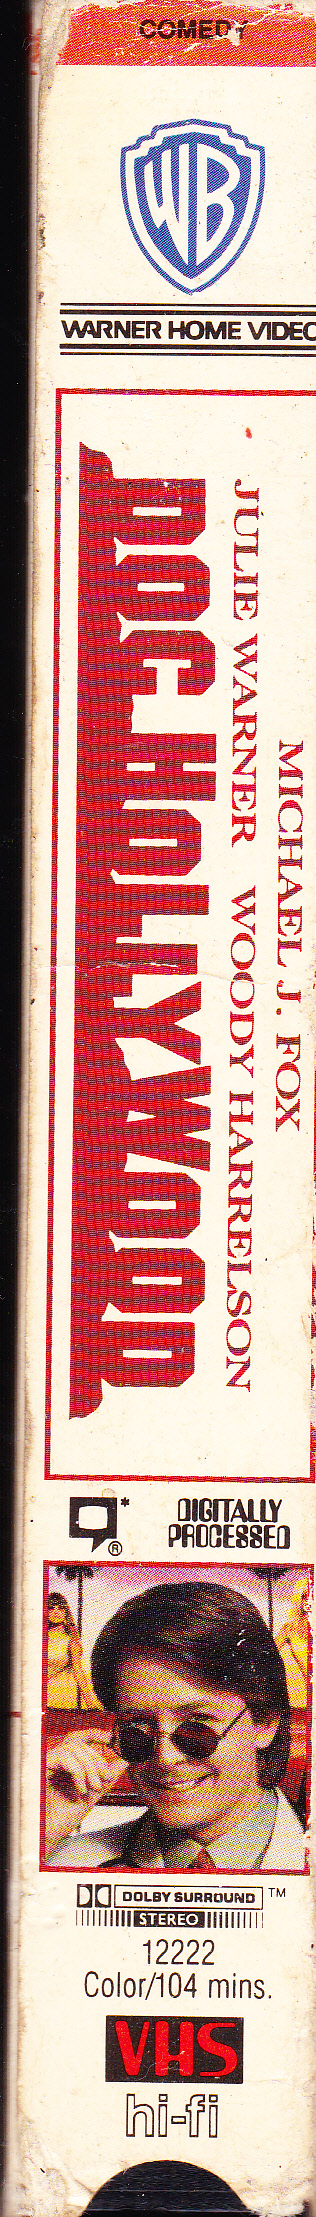 COMEDY
WB
WARNER HOME VIDEO
MICHAEL J. FOX
JULIE WARNER WOODY HARRELSON
DOC HOLLYWOOD
* ®
DIGITALLY
PROCESSED
DOLBY SURROUND ™
STEREO
12222
Color/104 mins.
VHS
hi-fi